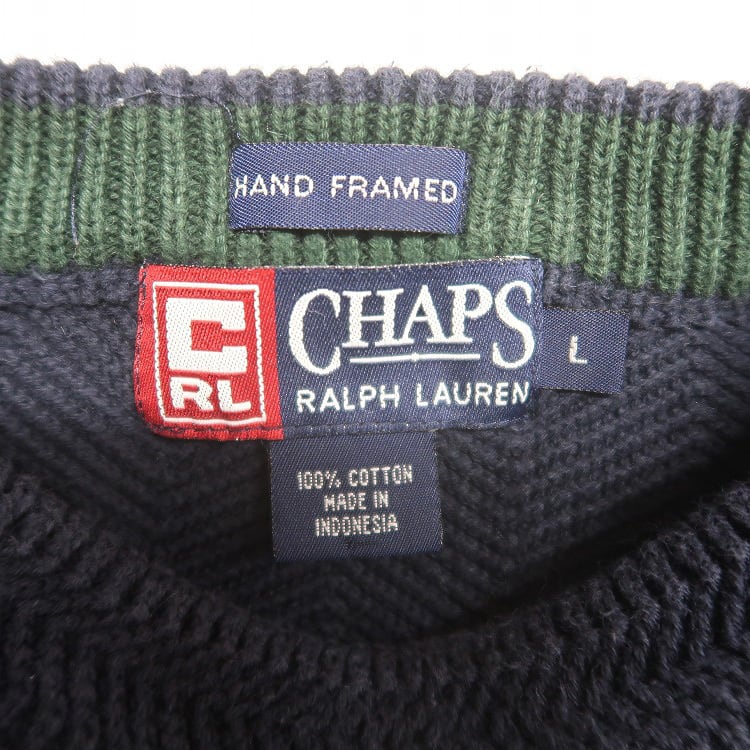 HAND FRAMED
C
RL
CHAPS
RALPH LAUREN
L
100% COTTON
MADE IN
INDONESIA